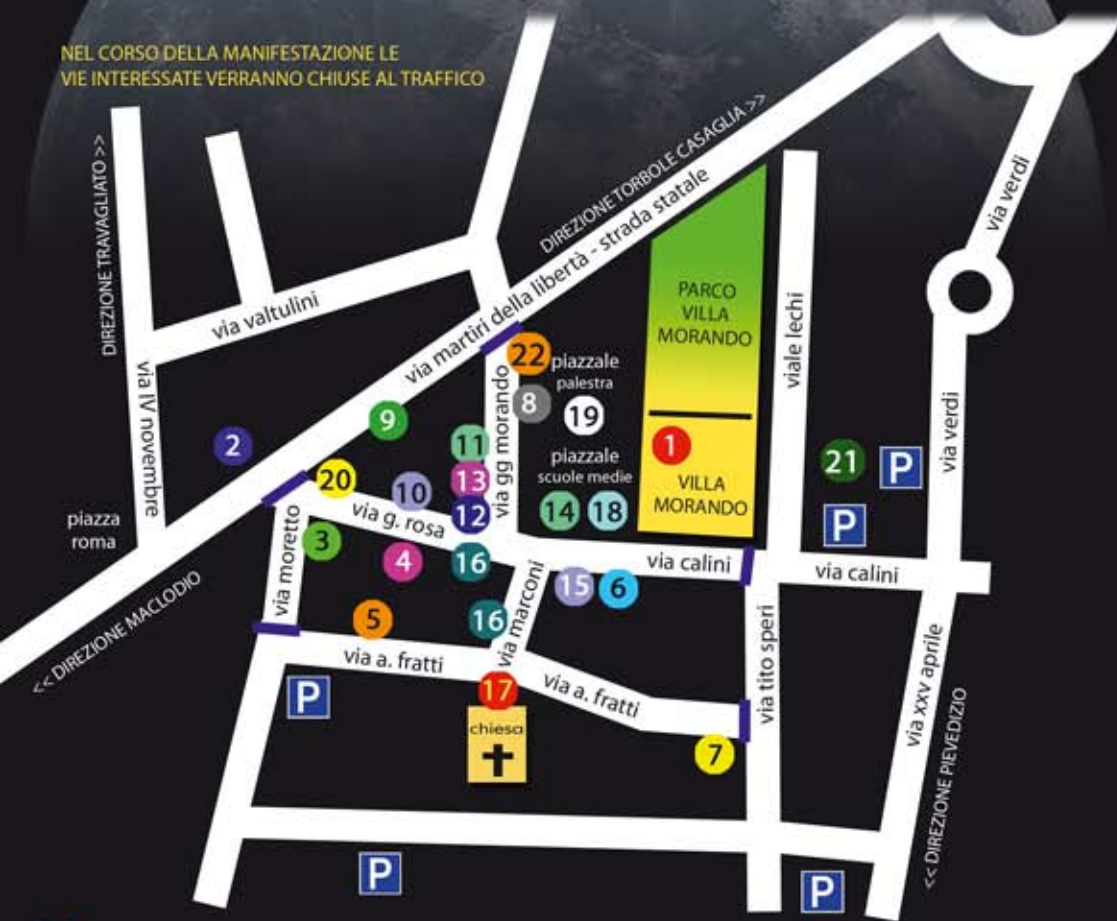 NEL CORSO DELLA MANIFESTAZIONE LE
VIE INTERESSATE VERRANNO CHIUSE AL TRAFFICO
DIREZIONE TRAVAGLIATO >>
DIREZIONE TORBOLE CASAGLIA >>
via martiri della libertà - strada statale
via verdi
via valtulini
PARCO
VILLA
MORANDO
viale lechi
via IV novembre
22
piazzale
palestra
8
19
via gg morando
9
2
11
13
12
1
VILLA
MORANDO
21
P
via verdi
20
10
via g. rosa
piazzale
scuole medie
14
18
P
piazza
roma
3
via moretto
4
16
via calini
via calini
15
6
<< DIREZIONE MACLODIO
5
16
via marconi
via a. fratti
via a. fratti
via tito speri
via xxv aprile
P
17
chiesa
7
<< DIREZIONE PIEVEDIZIO
P
P